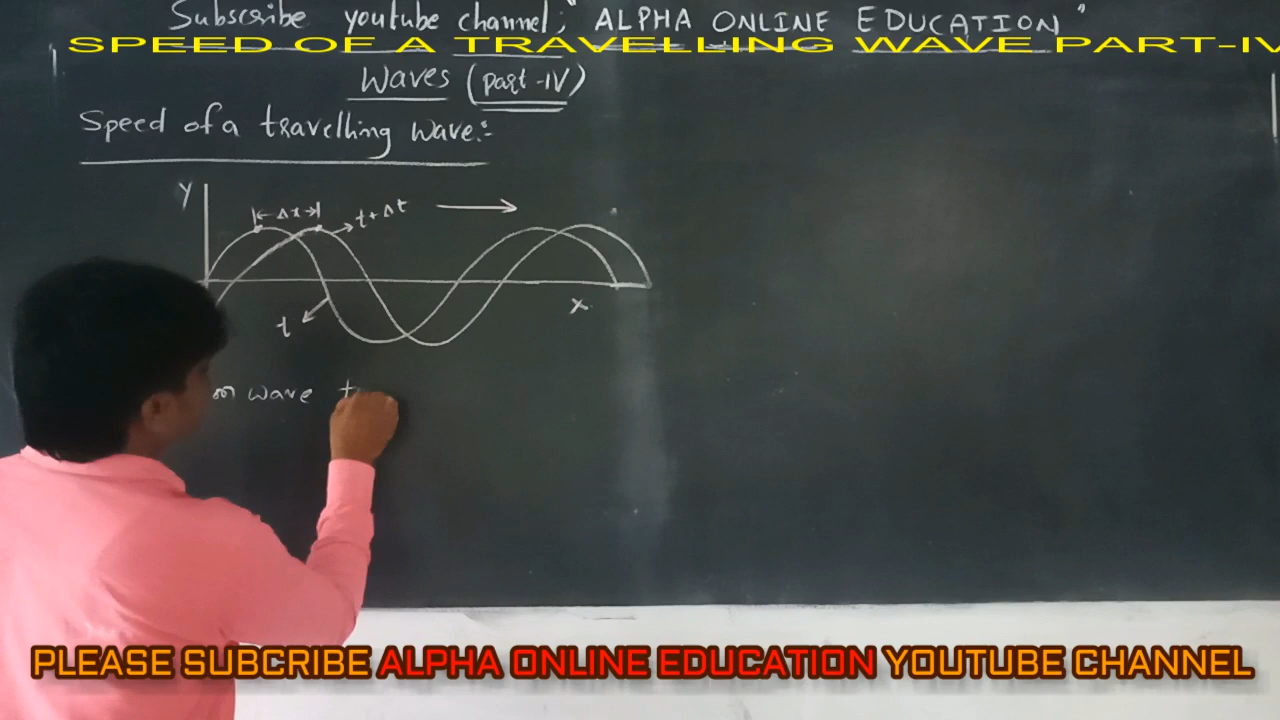 Subscribe youtube channel; "ALPHA ONLINE EDUCATION"
SPEED OF A TRAVELLING WAVE PART-IV
Waves (Part-IV)
Speed of a travelling wave:-
Y
Δx
t+Δt
t
x
wave
PLEASE SUBCRIBE ALPHA ONLINE EDUCATION YOUTUBE CHANNEL